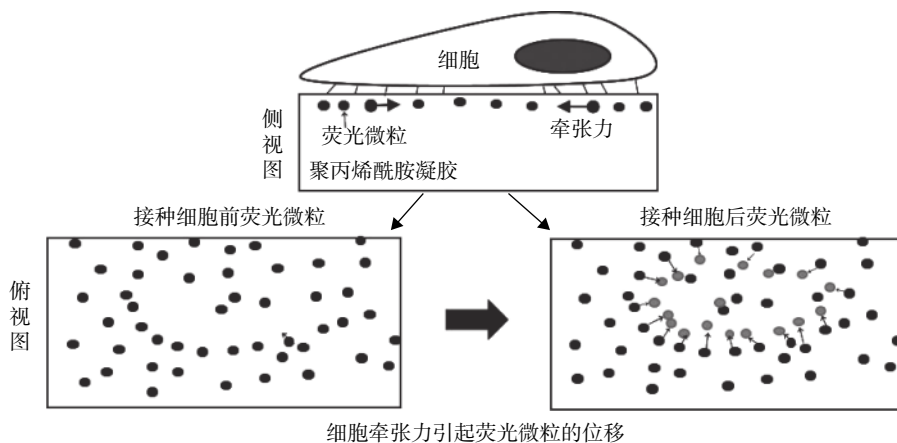 细胞
侧视图
荧光微粒
牵张力
聚丙烯酰胺凝胶
接种细胞前荧光微粒
接种细胞后荧光微粒
俯视图
细胞牵张力引起荧光微粒的位移